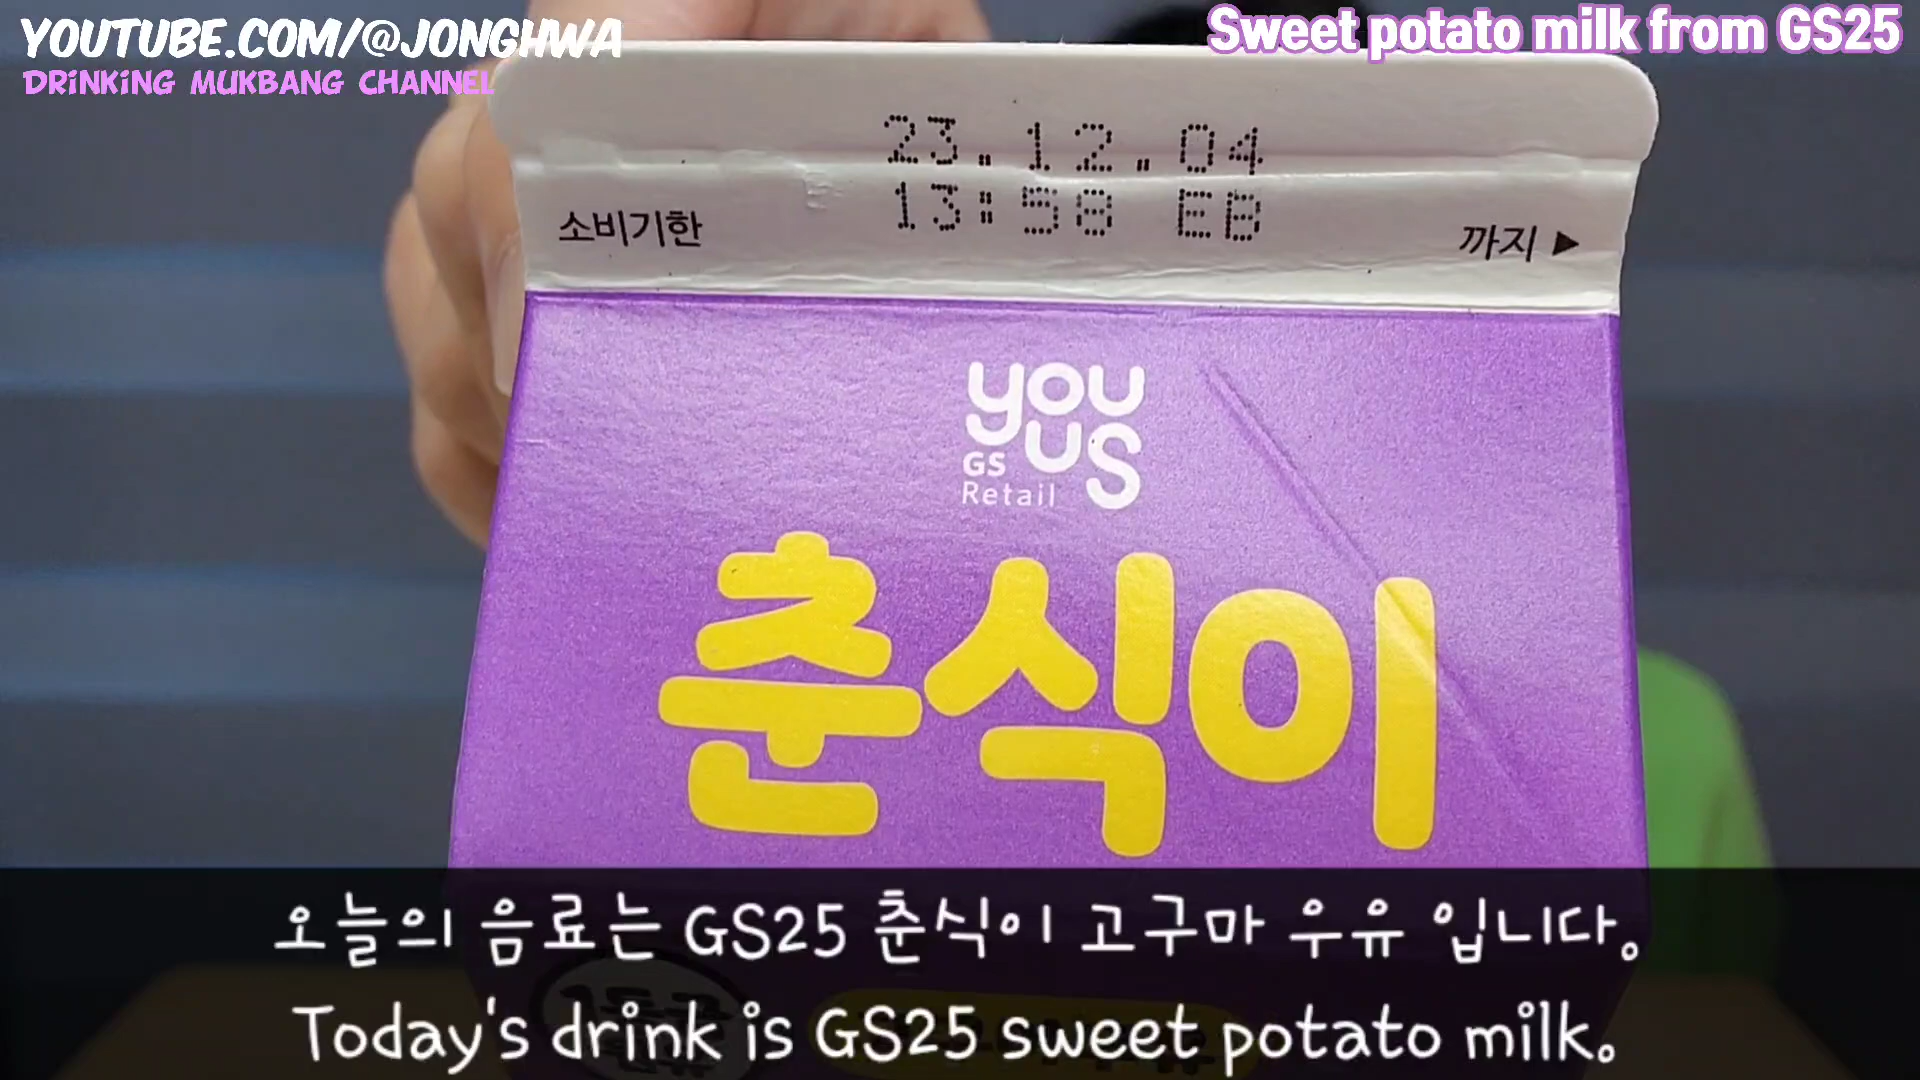 YOUTUBE.COM/@JONGHWA
DRINKING MUKBANG CHANNEL
Sweet potato milk from GS25
23.12.04
13:58 EB
소비기한
까지 ▶
you
us
GS
Retail
춘식이
오늘의 음료는 GS25 춘식이 고구마 우유 입니다.
Today's drink is GS25 sweet potato milk.